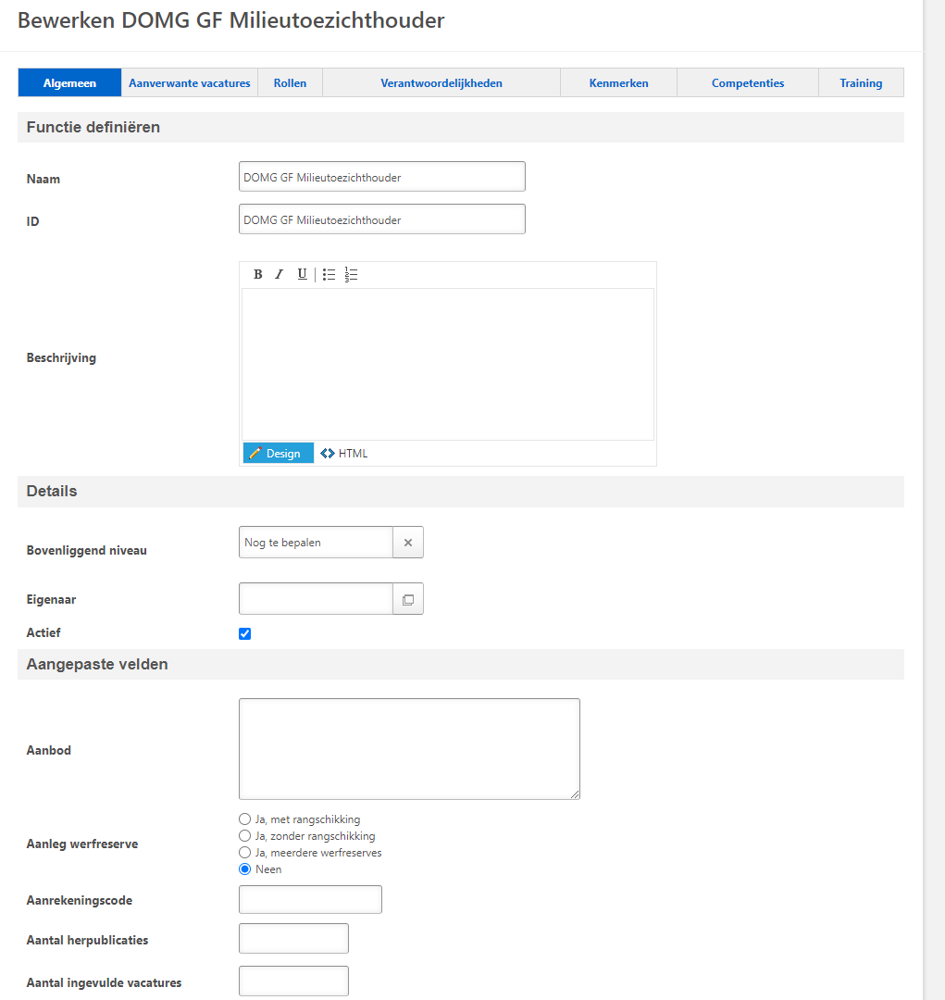 Bewerken DOMG GF Milieutoezichthouder
Algemeen Aanverwante vacatures Rollen Verantwoordelijkheden Kenmerken Competenties Training
Functie definiëren
Naam DOMG GF Milieutoezichthouder
ID DOMG GF Milieutoezichthouder
B I U
Beschrijving
Design HTML
Details
Bovenliggend niveau Nog te bepalen
Eigenaar
Actief
Aangepaste velden
Aanbod
Aanleg werfreserve
Ja, met rangschikking
Ja, zonder rangschikking
Ja, meerdere werfreserves
Neen
Aanrekeningscode
Aantal herpublicaties
Aantal ingevulde vacatures